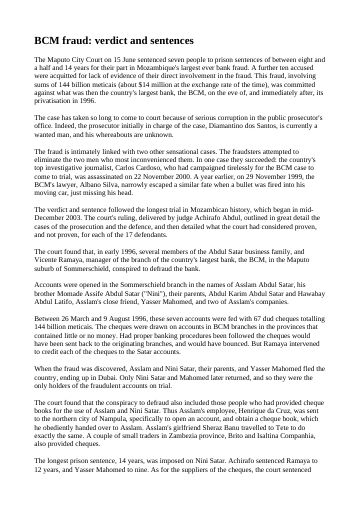 BCM fraud: verdict and sentences
The Maputo City Court on 15 June sentenced seven people to prison sentences of between eight and
a half and 14 years for their part in Mozambique's largest ever bank fraud. A further ten accused
were acquitted for lack of evidence of their direct involvement in the fraud. This fraud, involving
sums of 144 billion meticais (about $14 million at the exchange rate of the time), was committed
against what was then the country's largest bank, the BCM, on the eve of, and immediately after, its
privatisation in 1996.
The case has taken so long to come to court because of serious corruption in the public prosecutor's
office. Indeed, the prosecutor initially in charge of the case, Diamantino dos Santos, is currently a
wanted man, and his whereabouts are unknown.
The fraud is intimately linked with two other sensational cases. The fraudsters attempted to
eliminate the two men who most inconvenienced them. In one case they succeeded: the country's
top investigative journalist, Carlos Cardoso, who had campaigned tirelessly for the BCM case to
come to trial, was assassinated on 22 November 2000. A year earlier, on 29 November 1999, the
BCM's lawyer, Albano Silva, narrowly escaped a similar fate when a bullet was fired into his
moving car, just missing his head.
The verdict and sentence followed the longest trial in Mozambican history, which began in mid-
December 2003. The court's ruling, delivered by judge Achirafo Abdul, outlined in great detail the
cases of the prosecution and the defence, and then detailed what the court had considered proven,
and not proven, for each of the 17 defendants.
The court found that, in early 1996, several members of the Abdul Satar business family, and
Vicente Ramaya, manager of the branch of the country's largest bank, the BCM, in the Maputo
suburb of Sommerschield, conspired to defraud the bank.
Accounts were opened in the Sommerschield branch in the names of Asslam Abdul Satar, his
brother Momade Assife Abdul Satar ("Nini"), their parents, Abdul Karim Abdul Satar and Hawabay
Abdul Latifo, Asslam's close friend, Yasser Mahomed, and two of Asslam's companies.
Between 26 March and 9 August 1996, these seven accounts were fed with 67 dud cheques totalling
144 billion meticais. The cheques were drawn on accounts in BCM branches in the provinces that
contained little or no money. Had proper banking procedures been followed the cheques would
have been sent back to the originating branches, and would have bounced. But Ramaya intervened
to credit each of the cheques to the Satar accounts.
When the fraud was discovered, Asslam and Nini Satar, their parents, and Yasser Mahomed fled the
country, ending up in Dubai. Only Nini Satar and Mahomed later returned, and so they were the
only holders of the fraudulent accounts on trial.
The court found that the conspiracy to defraud also included those people who had provided cheque
books for the use of Asslam and Nini Satar. Thus Asslam's employee, Henrique da Cruz, was sent
to the northern city of Nampula, specifically to open an account, and obtain a cheque book, which
he obediently handed over to Asslam. Asslam's girlfriend Sheraz Banu travelled to Tete to do
exactly the same. A couple of small traders in Zambezia province, Brito and Isaltina Companhia,
also provided cheques.
The longest prison sentence, 14 years, was imposed on Nini Satar. Achirafo sentenced Ramaya to
12 years, and Yasser Mahomed to nine. As for the suppliers of the cheques, the court sentenced